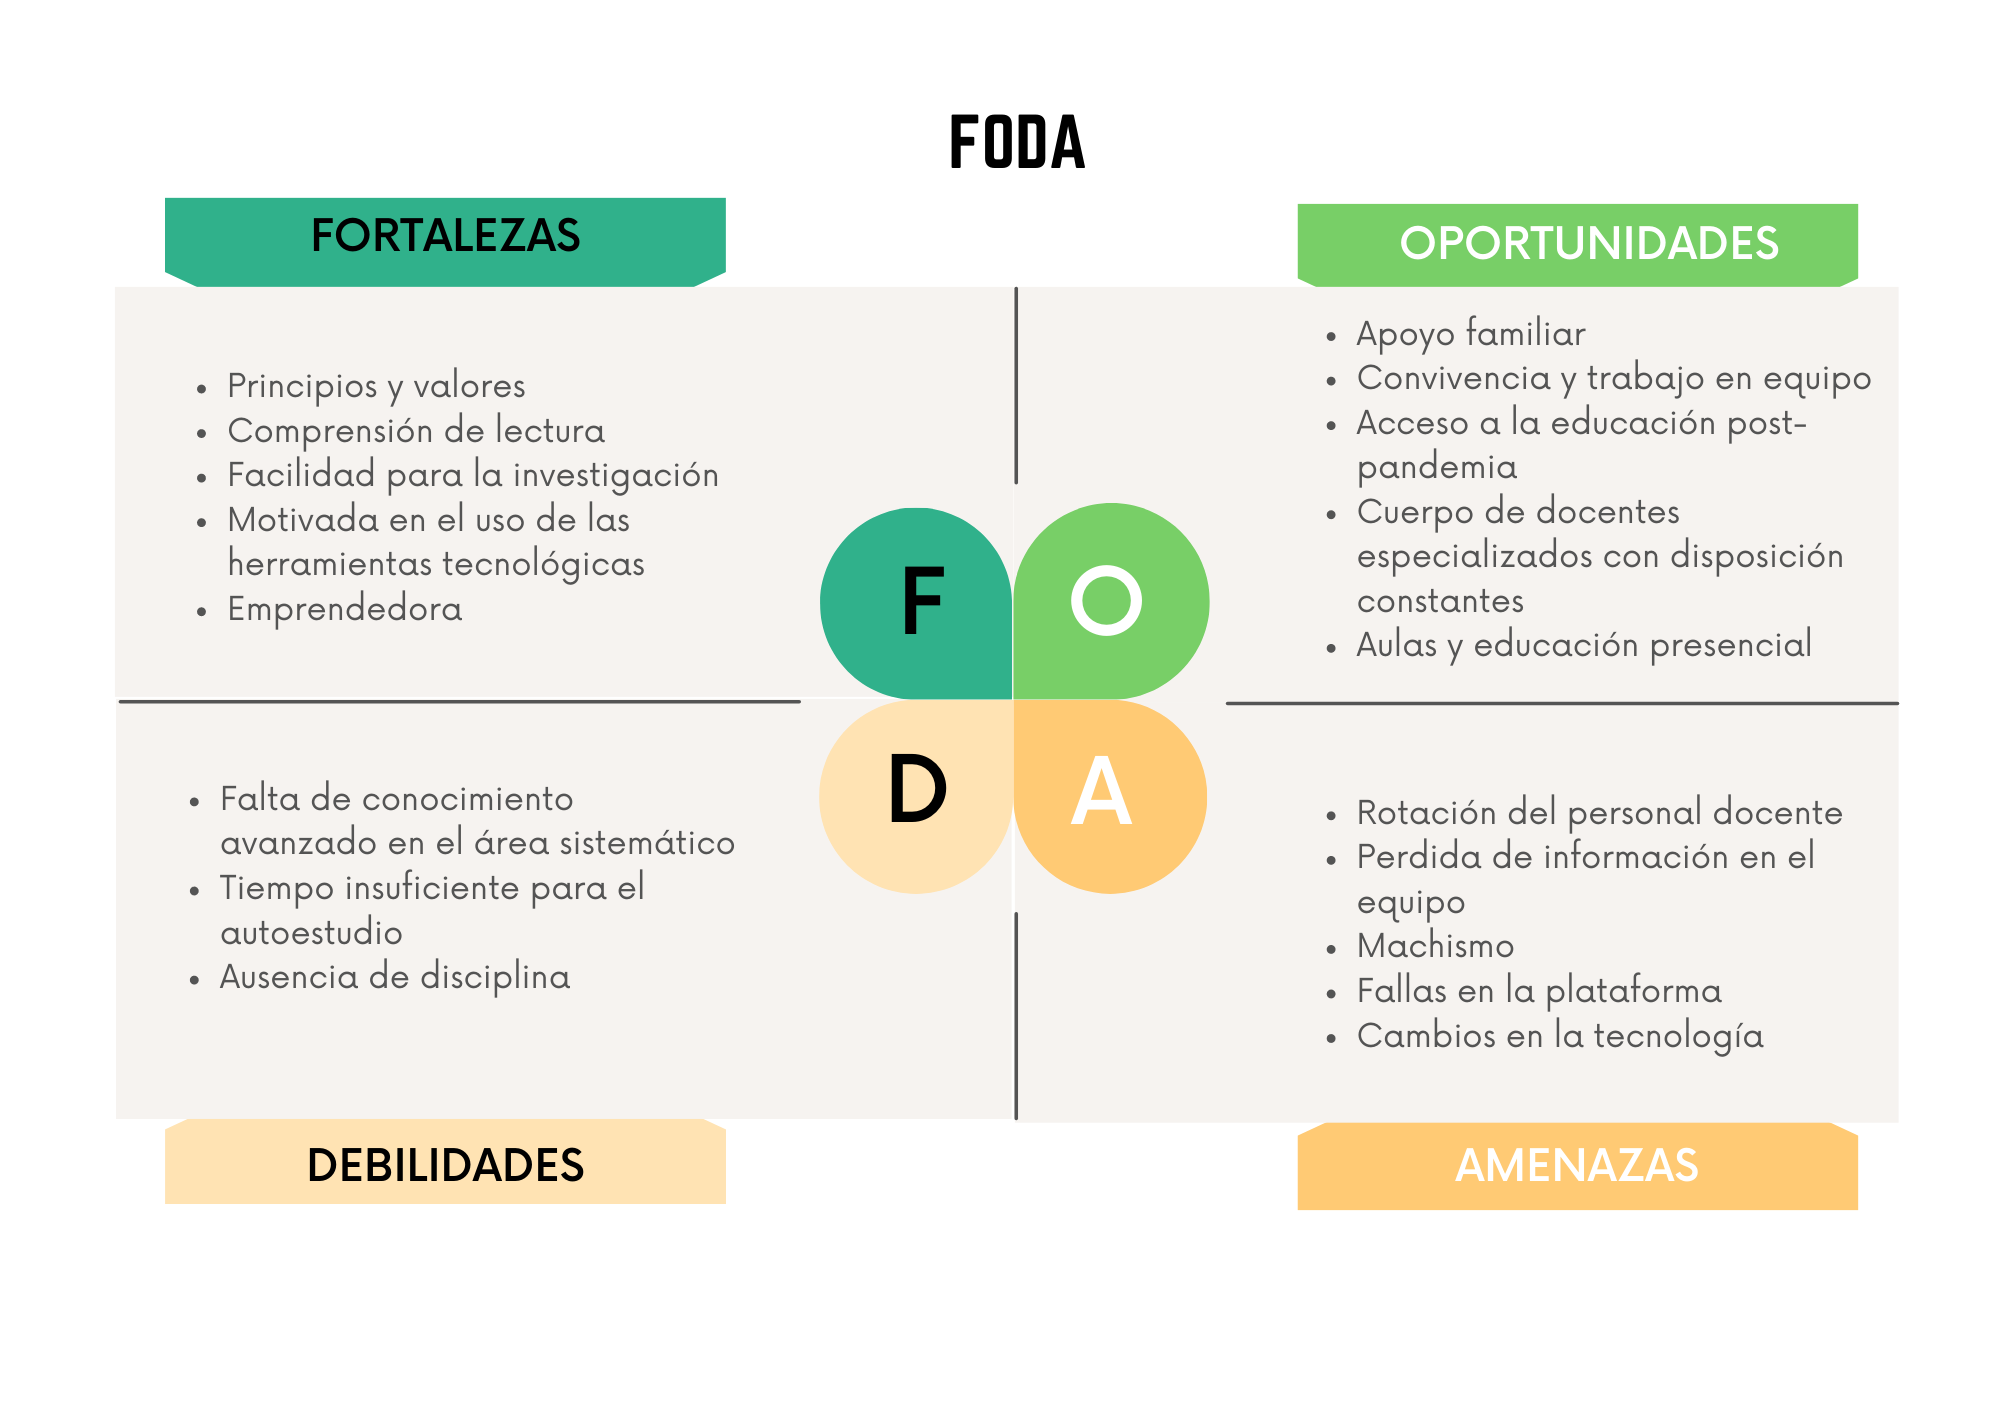 FODA
FORTALEZAS
Principios y valores
Comprensión de lectura
Facilidad para la investigación
Motivada en el uso de las
herramientas tecnológicas
Emprendedora
OPORTUNIDADES
Apoyo familiar
Convivencia y trabajo en equipo
Acceso a la educación post-
pandemia
Cuerpo de docentes
especializados con disposición
constantes
Aulas y educación presencial
F
O
D
A
Falta de conocimiento
avanzado en el área sistemático
Tiempo insuficiente para el
autoestudio
Ausencia de disciplina
DEBILIDADES
Rotación del personal docente
Perdida de información en el
equipo
Machismo
Fallas en la plataforma
Cambios en la tecnología
AMENAZAS